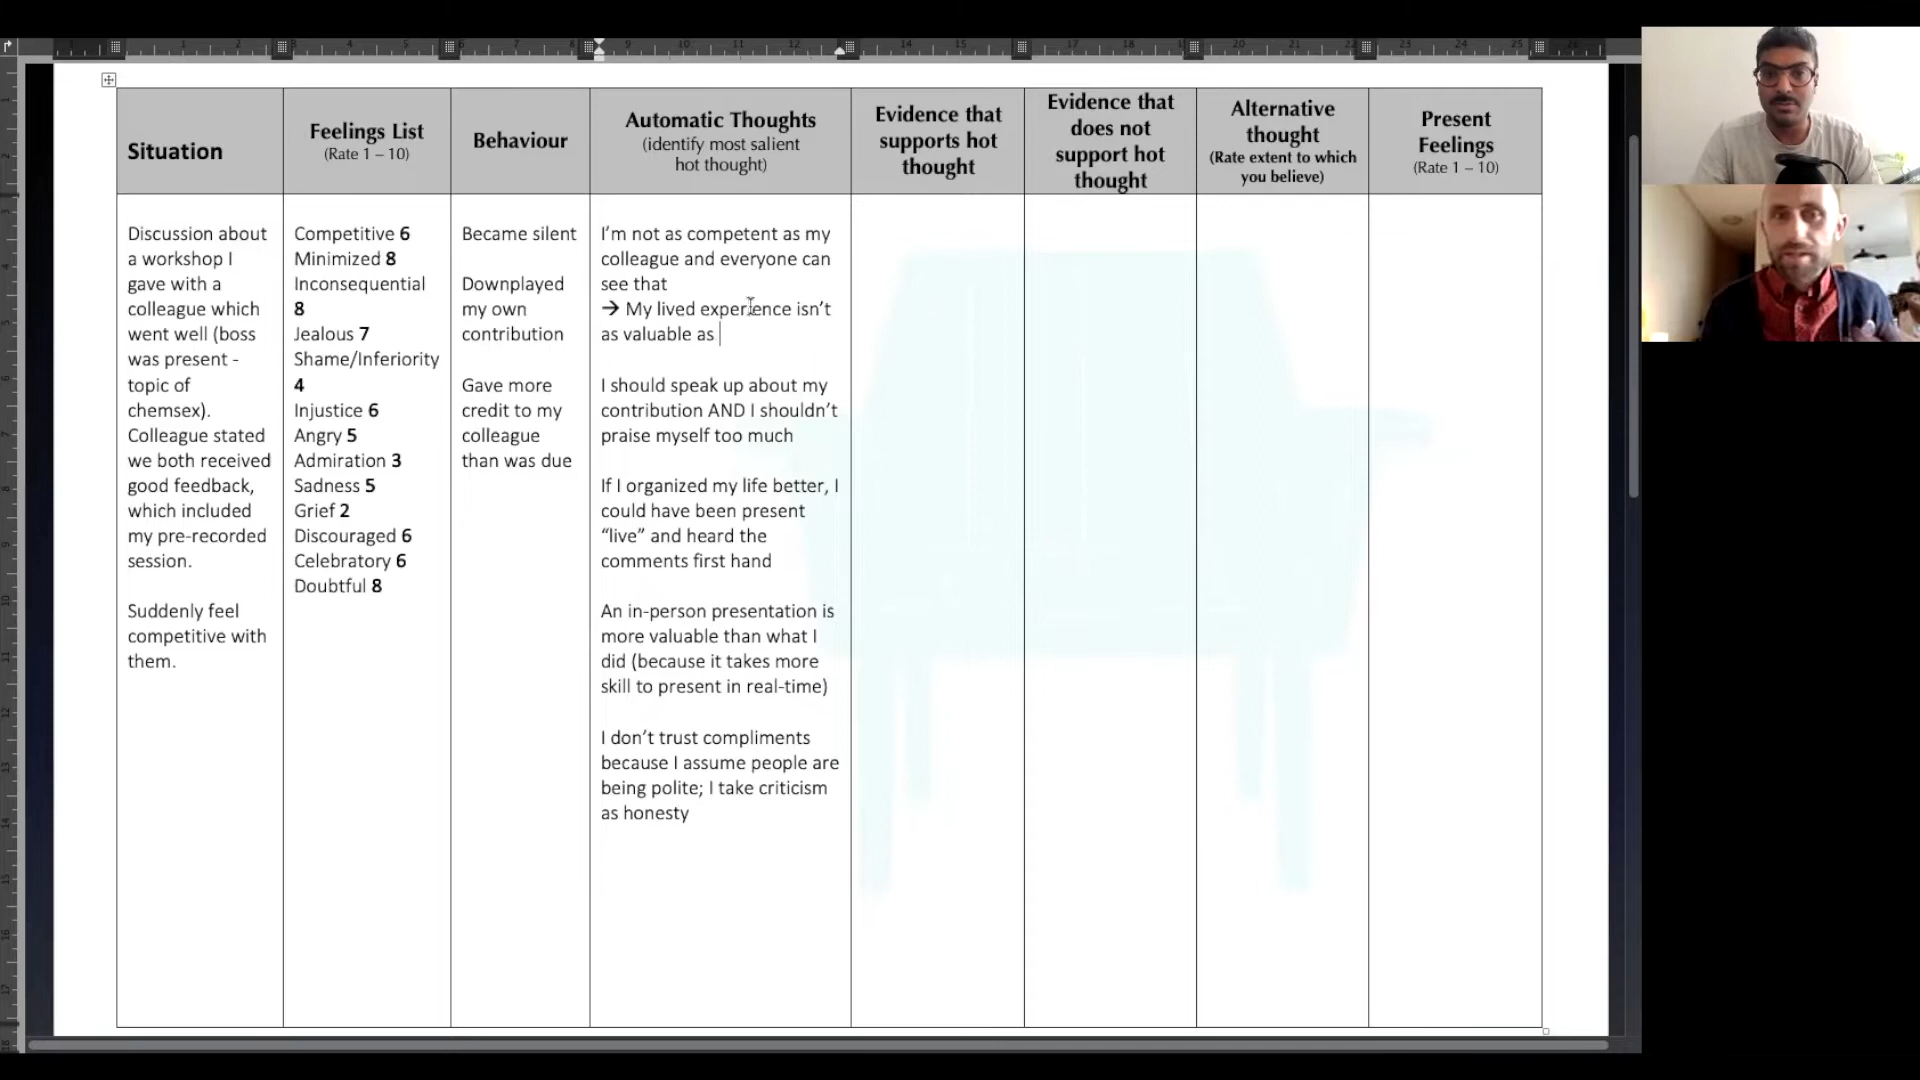 Situation
Feelings List
(Rate 1 – 10)
Behaviour
Automatic Thoughts
(identify most salient
hot thought)
Evidence that
supports hot
thought
Evidence that
does not
support hot
thought
Alternative
thought
(Rate extent to which
you believe)
Present
Feelings
(Rate 1 – 10)
Discussion about
a workshop I
gave with a
colleague which
went well (boss
was present -
topic of
chemsex).
Colleague stated
we both received
good feedback,
which included
my pre-recorded
session.
Suddenly feel
competitive with
them.
Competitive 6
Minimized 8
Inconsequential
8
Jealous 7
Shame/Inferiority
4
Injustice 6
Angry 5
Admiration 3
Sadness 5
Grief 2
Discouraged 6
Celebratory 6
Doubtful 8
Became silent
Downplayed
my own
contribution
Gave more
credit to my
colleague
than was due
I'm not as competent as my
colleague and everyone can
see that
→ My lived experience isn't
as valuable as
I should speak up about my
contribution AND I shouldn't
praise myself too much
If I organized my life better, I
could have been present
“live” and heard the
comments first hand
An in-person presentation is
more valuable than what I
did (because it takes more
skill to present in real-time)
I don't trust compliments
because I assume people are
being polite; I take criticism
as honesty